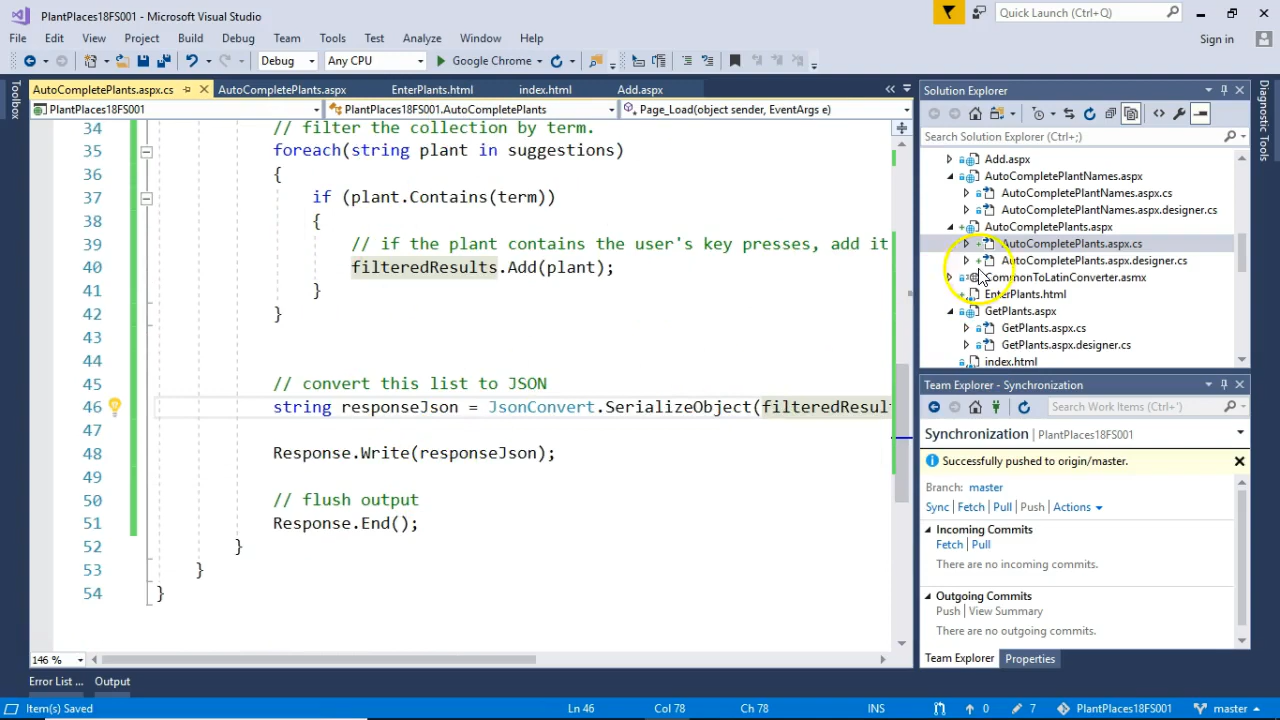 PlantPlaces18FS001 - Microsoft Visual Studio
Quick Launch (Ctrl+Q)
File Edit View Project Build Debug Team Tools Test Analyze Window Help
Sign in
Debug Any CPU Google Chrome
Toolbox
AutoCompletePlants.aspx.cs AutoCompletePlants.aspx EnterPlants.html index.html Add.aspx
PlantPlaces18FS001 PlantPlaces18FS001.AutoCompletePlants Page_Load(object sender, EventArgs e)
34 // filter the collection by term.
35 foreach(string plant in suggestions)
36 {
37 if (plant.Contains(term))
38 {
39 // if the plant contains the user's key presses, add it
40 filteredResults.Add(plant);
41 }
42 }
43
44
45 // convert this list to JSON
46 string responseJson = JsonConvert.SerializeObject(filteredResul
47
48 Response.Write(responseJson);
49
50 // flush output
51 Response.End();
52 }
53 }
54 }
146 %
Error List ... Output
Solution Explorer
Search Solution Explorer (Ctrl+;)
Add.aspx
AutoCompletePlantNames.aspx
AutoCompletePlantNames.aspx.cs
AutoCompletePlantNames.aspx.designer.cs
AutoCompletePlants.aspx
AutoCompletePlants.aspx.cs
AutoCompletePlants.aspx.designer.cs
CommonToLatinConverter.asmx
EnterPlants.html
GetPlants.aspx
GetPlants.aspx.cs
GetPlants.aspx.designer.cs
index.html
Team Explorer - Synchronization
Search Work Items (Ctrl+')
Synchronization PlantPlaces18FS001
Successfully pushed to origin/master.
Branch: master
Sync Fetch Pull Push Actions
Incoming Commits
Fetch Pull
There are no incoming commits.
Outgoing Commits
Push View Summary
There are no outgoing commits.
Team Explorer Properties
Diagnostic Tools
Item(s) Saved Ln 46 Col 78 Ch 78 INS 0 7 PlantPlaces18FS001 master